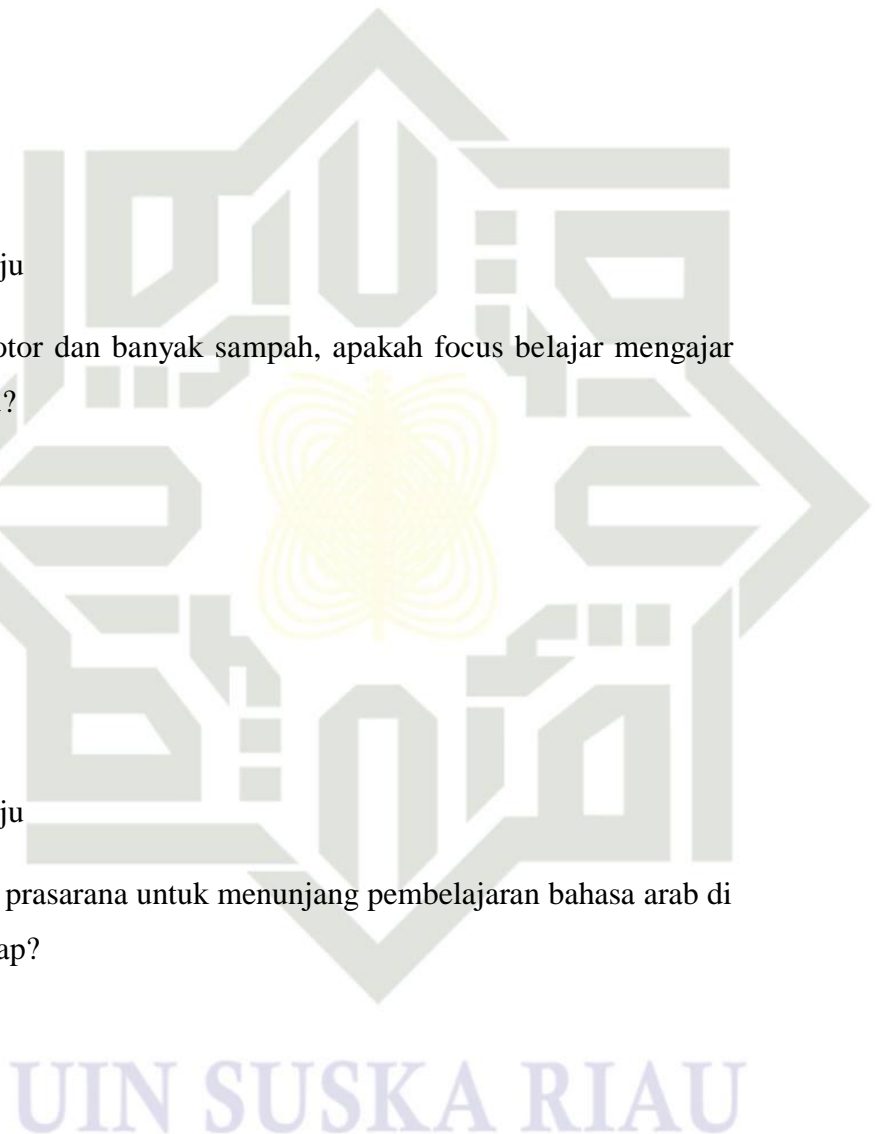 ju
otor dan banyak sampah, apakah focus belajar mengajar
?
ju
prasarana untuk menunjang pembelajaran bahasa arab di
ap?
UIN SUSKA RIAU